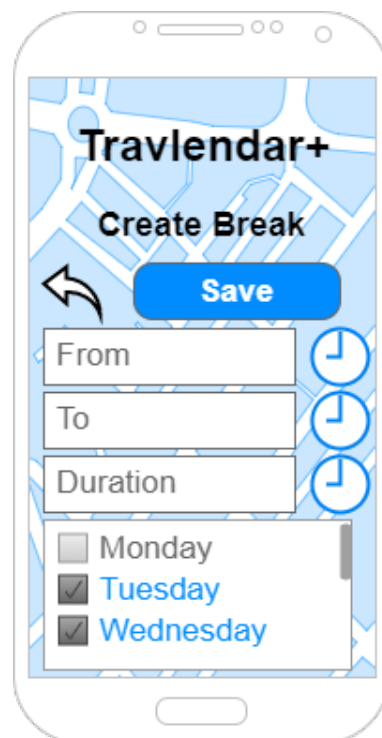 Travlendar+
Create Break
Save
From
To
Duration
Monday
Tuesday
Wednesday